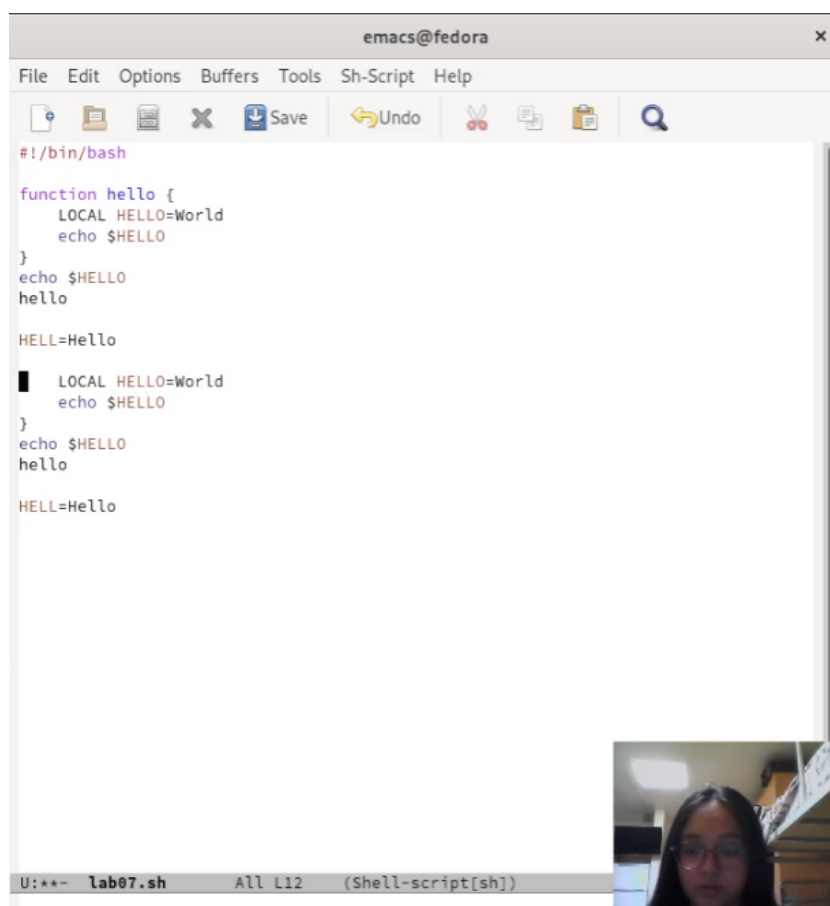 emacs@fedora
File Edit Options Buffers Tools Sh-Script Help
Save Undo
#!/bin/bash
function hello {
LOCAL HELLO=World
echo $HELLO
}
echo $HELLO
hello
HELL=Hello
LOCAL HELLO=World
echo $HELLO
}
echo $HELLO
hello
HELL=Hello
U:**- lab07.sh All L12 (Shell-script[sh])